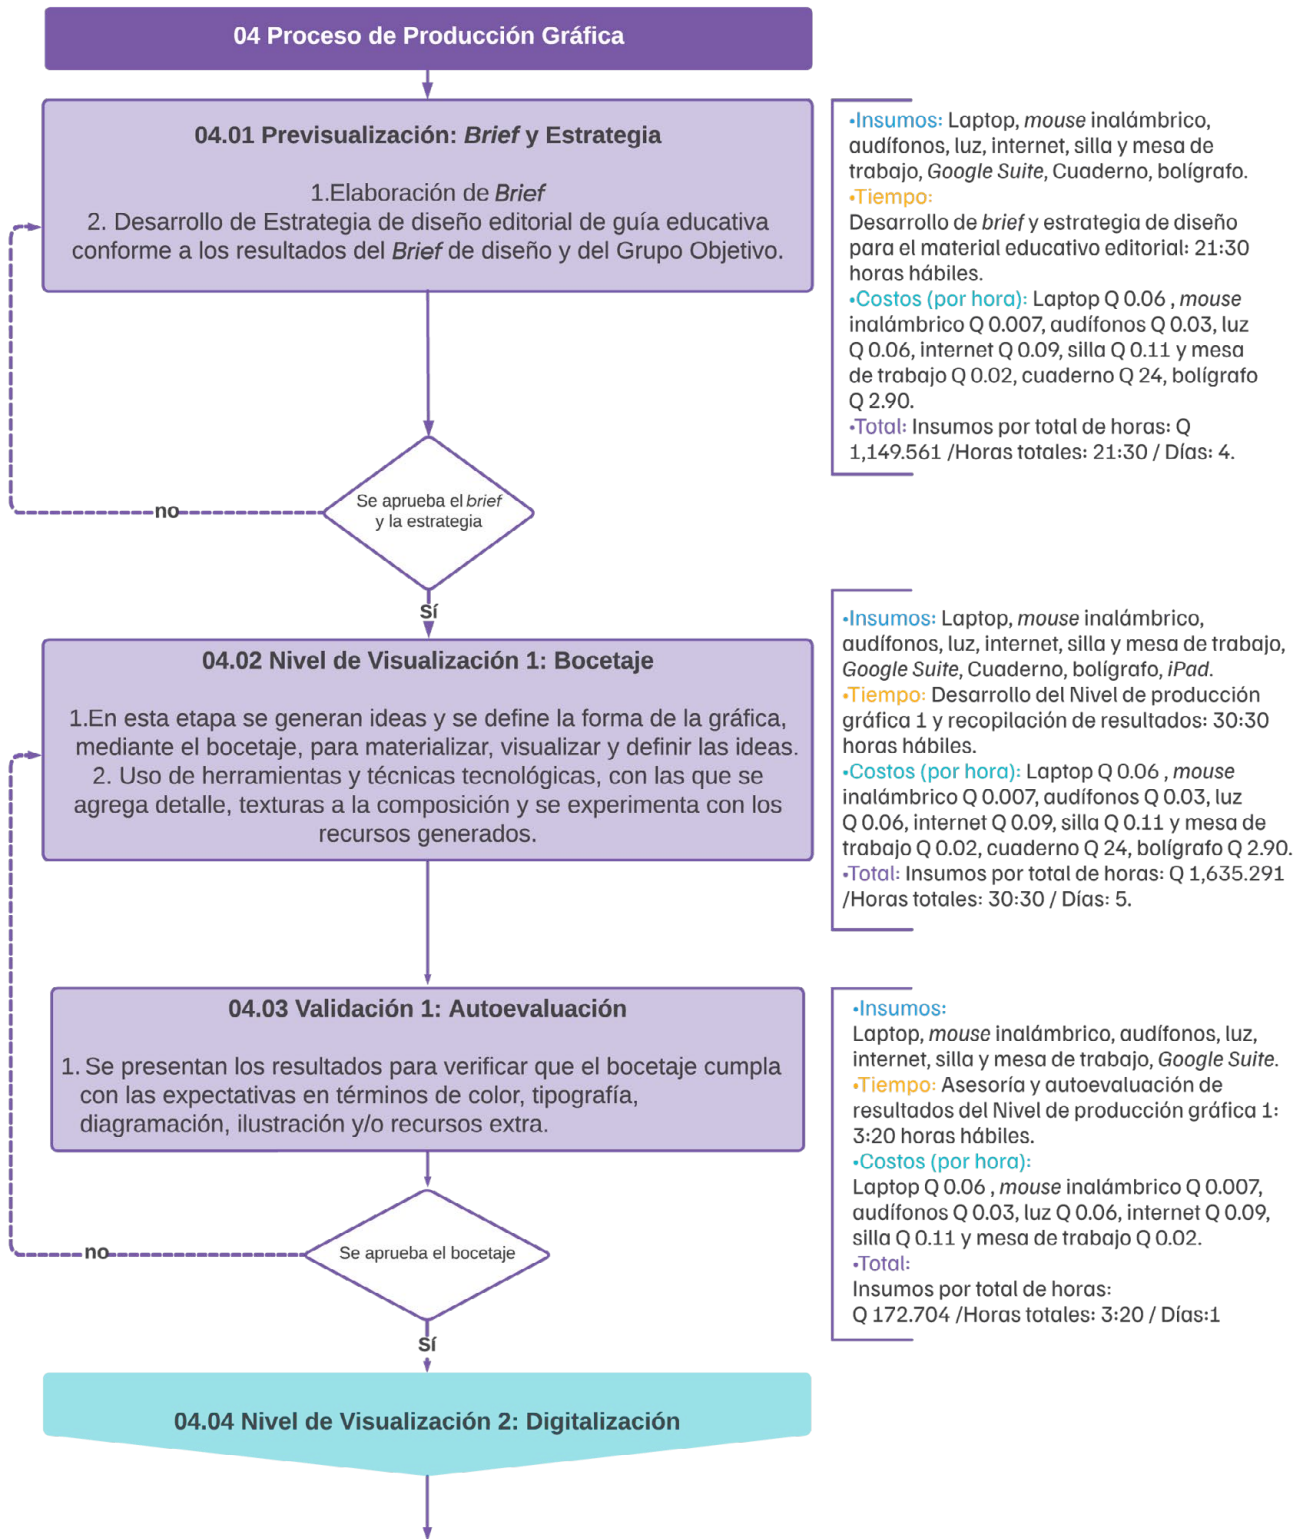 04 Proceso de Producción Gráfica
04.01 Previsualización: Brief y Estrategia
1.Elaboración de Brief
2. Desarrollo de Estrategia de diseño editorial de guía educativa
conforme a los resultados del Brief de diseño y del Grupo Objetivo.
•Insumos: Laptop, mouse inalámbrico,
audífonos, luz, internet, silla y mesa de
trabajo, Google Suite, Cuaderno, bolígrafo.
•Tiempo:
Desarrollo de brief y estrategia de diseño
para el material educativo editorial: 21:30
horas hábiles.
•Costos (por hora): Laptop Q 0.06 , mouse
inalámbrico Q 0.007, audífonos Q 0.03, luz
Q 0.06, internet Q 0.09, silla Q 0.11 y mesa
de trabajo Q 0.02, cuaderno Q 24, bolígrafo
Q 2.90.
•Total: Insumos por total de horas: Q
1,149.561 /Horas totales: 21:30 / Días: 4.
Se aprueba el brief
y la estrategia
no
Sí
04.02 Nivel de Visualización 1: Bocetaje
1.En esta etapa se generan ideas y se define la forma de la gráfica,
mediante el bocetaje, para materializar, visualizar y definir las ideas.
2. Uso de herramientas y técnicas tecnológicas, con las que se
agrega detalle, texturas a la composición y se experimenta con los
recursos generados.
•Insumos: Laptop, mouse inalámbrico,
audífonos, luz, internet, silla y mesa de trabajo,
Google Suite, Cuaderno, bolígrafo, iPad.
•Tiempo: Desarrollo del Nivel de producción
gráfica 1 y recopilación de resultados: 30:30
horas hábiles.
•Costos (por hora): Laptop Q 0.06 , mouse
inalámbrico Q 0.007, audífonos Q 0.03, luz
Q 0.06, internet Q 0.09, silla Q 0.11 y mesa de
trabajo Q 0.02, cuaderno Q 24, bolígrafo Q 2.90.
•Total: Insumos por total de horas: Q 1,635.291
/Horas totales: 30:30 / Días: 5.
04.03 Validación 1: Autoevaluación
1. Se presentan los resultados para verificar que el bocetaje cumpla
con las expectativas en términos de color, tipografía,
diagramación, ilustración y/o recursos extra.
•Insumos:
Laptop, mouse inalámbrico, audífonos, luz,
internet, silla y mesa de trabajo, Google Suite.
•Tiempo: Asesoría y autoevaluación de
resultados del Nivel de producción gráfica 1:
3:20 horas hábiles.
•Costos (por hora):
Laptop Q 0.06 , mouse inalámbrico Q 0.007,
audífonos Q 0.03, luz Q 0.06, internet Q 0.09,
silla Q 0.11 y mesa de trabajo Q 0.02.
•Total:
Insumos por total de horas:
Q 172.704 /Horas totales: 3:20 / Días:1
Se aprueba el bocetaje
no
Sí
04.04 Nivel de Visualización 2: Digitalización